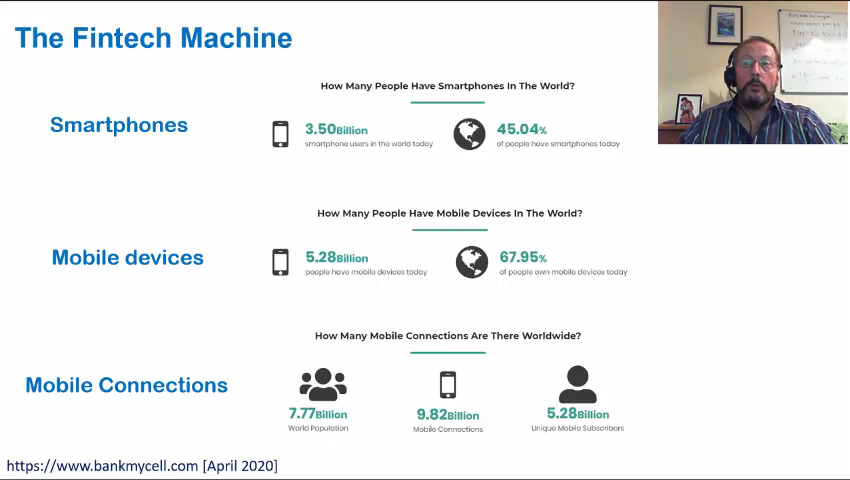 The Fintech Machine
How Many People Have Smartphones In The World?
Smartphones
3.50Billion
smartphone users in the world today
45.04%
of people have smartphones today
How Many People Have Mobile Devices In The World?
Mobile devices
5.28Billion
people have mobile devices today
67.95%
of people own mobile devices today
How Many Mobile Connections Are There Worldwide?
Mobile Connections
7.77Billion
World Population
9.82Billion
Mobile Connections
5.28Billion
Unique Mobile Subscribers
https://www.bankmycell.com [April 2020]